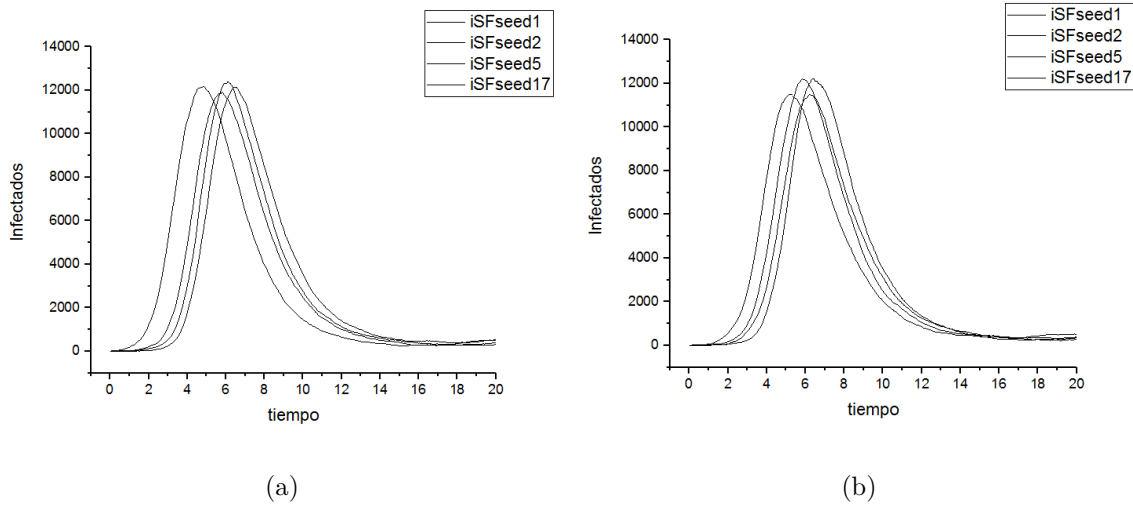 iSFseed1
iSFseed2
iSFseed5
iSFseed17
14000
12000
10000
8000
6000
4000
2000
0
Infectados
0 2 4 6 8 10 12 14 16 18 20
tiempo
(a)
iSFseed1
iSFseed2
iSFseed5
iSFseed17
14000
12000
10000
8000
6000
4000
2000
0
Infectados
0 2 4 6 8 10 12 14 16 18 20
tiempo
(b)